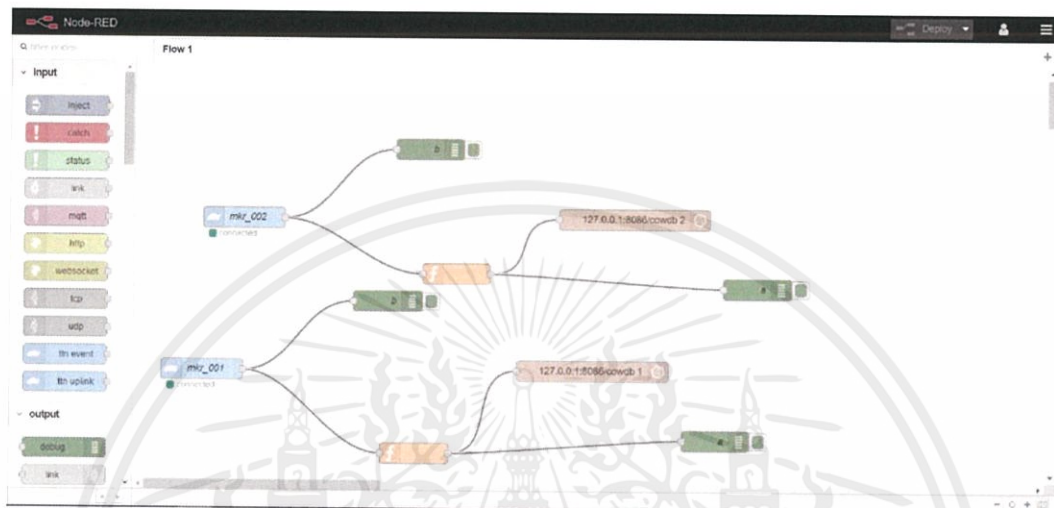 Node-RED
Deploy
Flow 1
input
inject
catch
status
link
mqtt
http
websocket
tcp
udp
ttn event
ttn uplink
output
debug
link
b
mkr_002
connected
127.0.0.1:8086/cowdb 2
f
a
b
mkr_001
connected
127.0.0.1:8086/cowdb 1
f
a